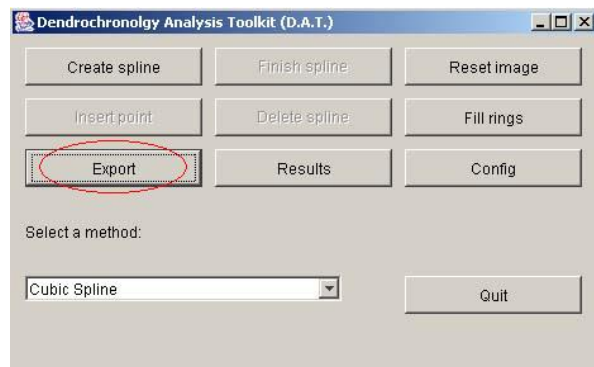 Dendrochronolgy Analysis Toolkit (D.A.T.)
Create spline Finish spline Reset image
Insert point Delete spline Fill rings
Export Results Config
Select a method:
Cubic Spline Quit